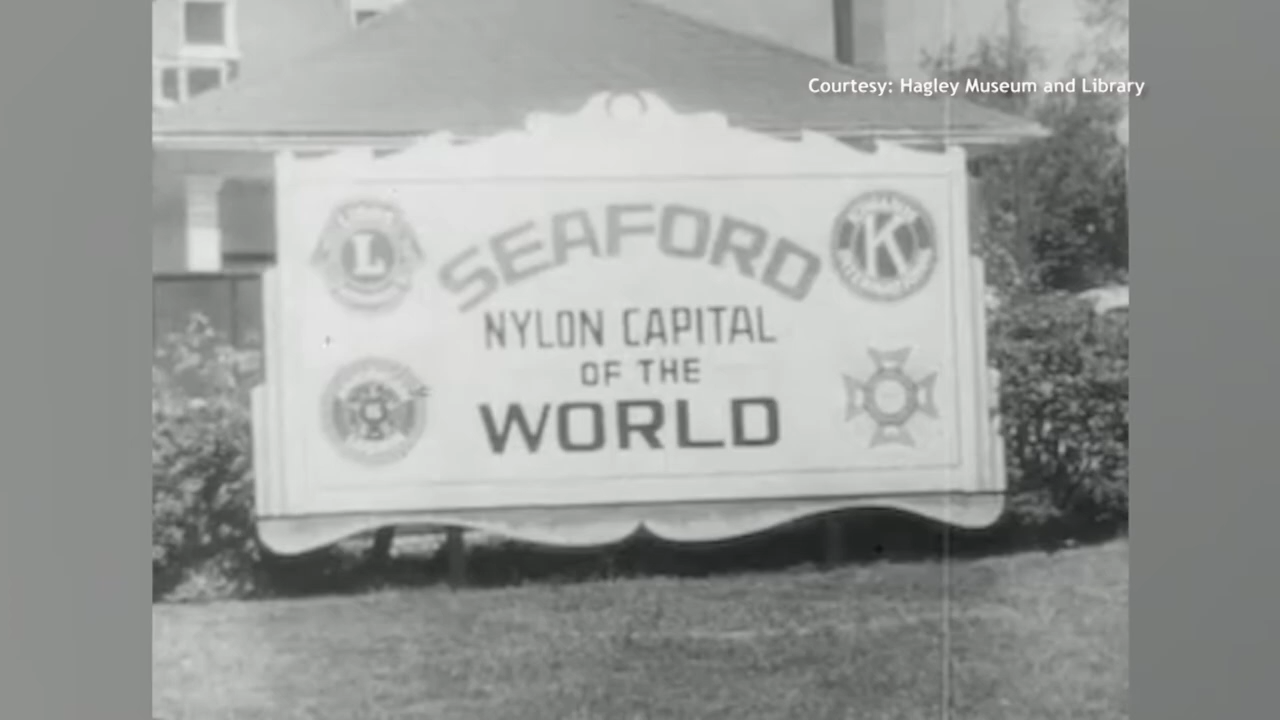 Courtesy: Hagley Museum and Library
SEAFORD
L
K
NYLON CAPITAL
OF THE
WORLD